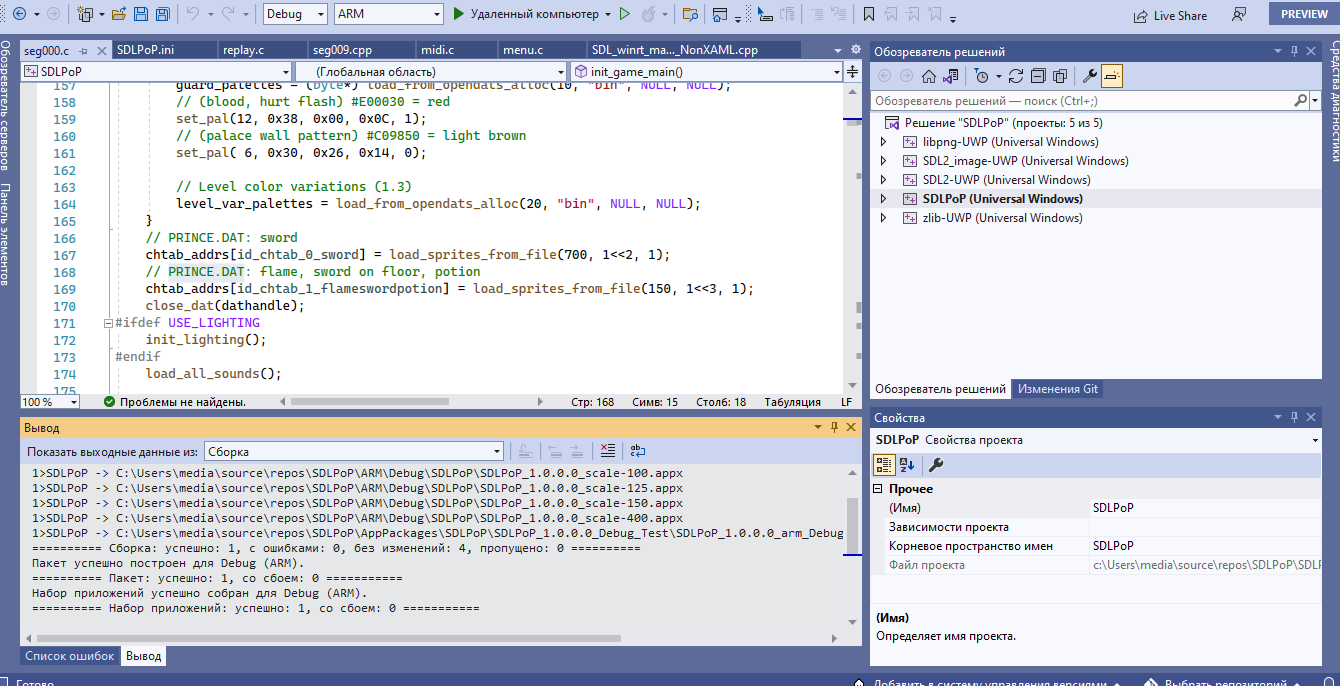 Debug
ARM
Удаленный компьютер
Live Share
PREVIEW
Обозреватель серверов
Панель элементов
seg000.c
SDLPoP.ini
replay.c
seg009.cpp
midi.c
menu.c
SDL_winrt_ma..._NonXAML.cpp
SDLPoP
(Глобальная область)
init_game_main()
157 guard_palettes = (byte*) load_from_opendats_alloc(10, "bin", NULL, NULL);
158 // (blood, hurt flash) #E00030 = red
159 set_pal(12, 0x38, 0x00, 0x0C, 1);
160 // (palace wall pattern) #C09850 = light brown
161 set_pal( 6, 0x30, 0x26, 0x14, 0);
162
163 // Level color variations (1.3)
164 level_var_palettes = load_from_opendats_alloc(20, "bin", NULL, NULL);
165 }
166 // PRINCE.DAT: sword
167 chtab_addrs[id_chtab_0_sword] = load_sprites_from_file(700, 1<<2, 1);
168 // PRINCE.DAT: flame, sword on floor, potion
169 chtab_addrs[id_chtab_1_flameswordpotion] = load_sprites_from_file(150, 1<<3, 1);
170 close_dat(dathandle);
171 #ifdef USE_LIGHTING
172 init_lighting();
173 #endif
174 load_all_sounds();
175
100 %
Проблемы не найдены.
Стр: 168
Симв: 15
Столб: 18
Табуляция
LF
Вывод
Показать выходные данные из:
Сборка
1>SDLPoP -> C:\Users\media\source\repos\SDLPoP\ARM\Debug\SDLPoP\SDLPoP_1.0.0.0_scale-100.appx
1>SDLPoP -> C:\Users\media\source\repos\SDLPoP\ARM\Debug\SDLPoP\SDLPoP_1.0.0.0_scale-125.appx
1>SDLPoP -> C:\Users\media\source\repos\SDLPoP\ARM\Debug\SDLPoP\SDLPoP_1.0.0.0_scale-150.appx
1>SDLPoP -> C:\Users\media\source\repos\SDLPoP\ARM\Debug\SDLPoP\SDLPoP_1.0.0.0_scale-400.appx
1>SDLPoP -> C:\Users\media\source\repos\SDLPoP\AppPackages\SDLPoP\SDLPoP_1.0.0.0_Debug_Test\SDLPoP_1.0.0.0_arm_Debug
========== Сборка: успешно: 1, с ошибками: 0, без изменений: 4, пропущено: 0 ==========
Пакет успешно построен для Debug (ARM).
========== Пакет: успешно: 1, со сбоем: 0 ===========
Набор приложений успешно собран для Debug (ARM).
========== Набор приложений: успешно: 1, со сбоем: 0 ===========
Список ошибок
Вывод
Обозреватель решений
Обозреватель решений — поиск (Ctrl+;)
Решение "SDLPoP" (проекты: 5 из 5)
libpng-UWP (Universal Windows)
SDL2_image-UWP (Universal Windows)
SDL2-UWP (Universal Windows)
SDLPoP (Universal Windows)
zlib-UWP (Universal Windows)
Обозреватель решений
Изменения Git
Свойства
SDLPoP Свойства проекта
Прочее
(Имя) SDLPoP
Зависимости проекта
Корневое пространство имен SDLPoP
Файл проекта c:\Users\media\source\repos\SDLPoP\SDLP
(Имя)
Определяет имя проекта.
Средства диагностики
Готово
Добавить в систему управления версиями
Выбрать репозиторий